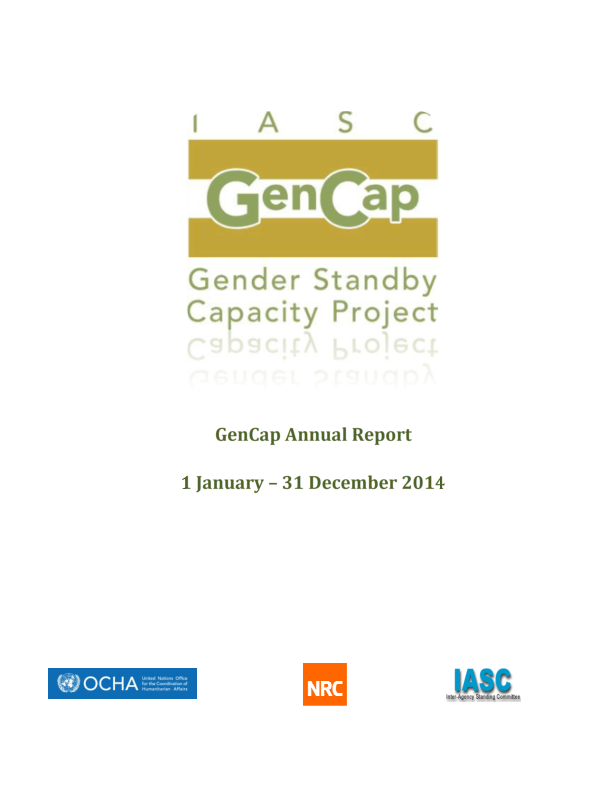 I A S C
GenCap
Gender Standby
Capacity Project
GenCap Annual Report
1 January – 31 December 2014
OCHA
United Nations Office
for the Coordination of
Humanitarian Affairs
NRC
IASC
Inter-Agency Standing Committee